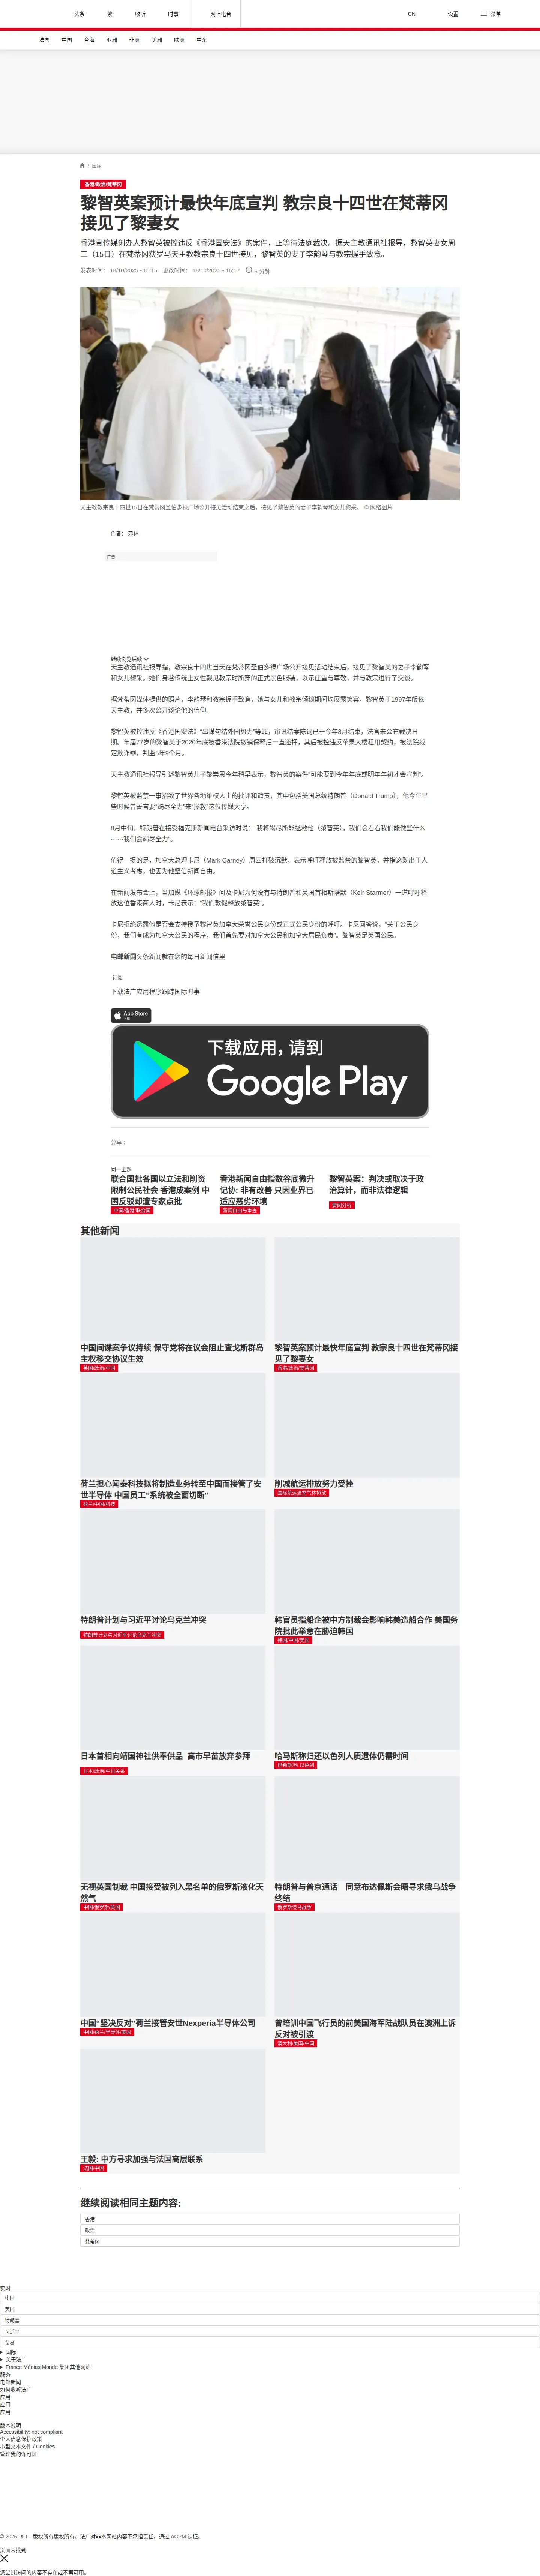 头条
繁
收听
时事
网上电台
CN
设置
菜单
法国
中国
台海
亚洲
非洲
美洲
欧洲
中东
/ 国际
香港/政治/梵蒂冈
黎智英案预计最快年底宣判 教宗良十四世在梵蒂冈
接见了黎妻女
香港壹传媒创办人黎智英被控违反《香港国安法》的案件，正等待法庭裁决。据天主教通讯社报导，黎智英妻女周
三（15日）在梵蒂冈获罗马天主教教宗良十四世接见，黎智英的妻子李韵琴与教宗握手致意。
发表时间： 18/10/2025 - 16:15 更改时间： 18/10/2025 - 16:17 5 分钟
天主教教宗良十四世15日在梵蒂冈圣伯多禄广场公开接见活动结束之后，接见了黎智英的妻子李韵琴和女儿黎采。 © 网络图片
作者： 弗林
广告
继续浏览后续
天主教通讯社报导指，教宗良十四世当天在梵蒂冈圣伯多禄广场公开接见活动结束后，接见了黎智英的妻子李韵琴
和女儿黎采。她们身著传统上女性觐见教宗时所穿的正式黑色服装，以示庄重与尊敬，并与教宗进行了交谈。
据梵蒂冈媒体提供的照片，李韵琴和教宗握手致意，她与女儿和教宗倾谈期间均展露笑容。黎智英于1997年皈依
天主教，并多次公开谈论他的信仰。
黎智英被控违反《香港国安法》“串谋勾结外国势力”等罪，审讯结案陈词已于今年8月结束，法官未公布裁决日
期。年届77岁的黎智英于2020年底被香港法院撤销保释后一直还押，其后被控违反苹果大楼租用契约，被法院裁
定欺诈罪，判监5年9个月。
天主教通讯社报导引述黎智英儿子黎崇恩今年稍早表示，黎智英的案件“可能要到今年年底或明年年初才会宣判”。
黎智英被监禁一事招致了世界各地维权人士的批评和谴责，其中包括美国总统特朗普（Donald Trump），他今年早
些时候曾誓言要“竭尽全力”来“拯救”这位传媒大亨。
8月中旬，特朗普在接受福克斯新闻电台采访时说：“我将竭尽所能拯救他（黎智英），我们会看看我们能做些什么
⋯⋯我们会竭尽全力”。
值得一提的是，加拿大总理卡尼（Mark Carney）周四打破沉默，表示呼吁释放被监禁的黎智英，并指这既出于人
道主义考虑，也因为他坚信新闻自由。
在新闻发布会上，当加媒《环球邮报》问及卡尼为何没有与特朗普和英国首相斯塔默（Keir Starmer）一道呼吁释
放这位香港商人时，卡尼表示：“我们敦促释放黎智英”。
卡尼拒绝透露他是否会支持授予黎智英加拿大荣誉公民身份或正式公民身份的呼吁。卡尼回答说，“关于公民身
份，我们有成为加拿大公民的程序，我们首先要对加拿大公民和加拿大居民负责”。黎智英是英国公民。
电邮新闻头条新闻就在您的每日新闻信里
订阅
下载法广应用程序跟踪国际时事
App Store
下载
下载应用，请到
Google Play
分享 :
同一主题
联合国批各国以立法和削资
限制公民社会 香港成案例 中
国反驳却遭专家点批
中国/香港/联合国
香港新闻自由指数谷底微升
记协: 非有改善 只因业界已
适应恶劣环境
新闻自由与审查
黎智英案：判决或取决于政
治算计，而非法律逻辑
要闻分析
其他新闻
中国间谍案争议持续 保守党将在议会阻止查戈斯群岛
主权移交协议生效
英国/政治/中国
黎智英案预计最快年底宣判 教宗良十四世在梵蒂冈接
见了黎妻女
香港/政治/梵蒂冈
荷兰担心闻泰科技拟将制造业务转至中国而接管了安
世半导体 中国员工“系统被全面切断”
荷兰/中国/科技
削减航运排放努力受挫
国际航运温室气体排放
特朗普计划与习近平讨论乌克兰冲突
特朗普计划与习近平讨论乌克兰冲突
韩官员指船企被中方制裁会影响韩美造船合作 美国务
院批此举意在胁迫韩国
韩国/中国/美国
日本首相向靖国神社供奉供品 高市早苗放弃参拜
日本/政治/中日关系
哈马斯称归还以色列人质遗体仍需时间
巴勒斯坦/ 以色列
无视英国制裁 中国接受被列入黑名单的俄罗斯液化天
然气
中国/俄罗斯/英国
特朗普与普京通话 同意布达佩斯会晤寻求俄乌战争
终结
俄罗斯侵乌战争
中国“坚决反对”荷兰接管安世Nexperia半导体公司
中国/荷兰/半导体/美国
曾培训中国飞行员的前美国海军陆战队员在澳洲上诉
反对被引渡
澳大利/美国/中国
王毅: 中方寻求加强与法国高层联系
法国/中国
继续阅读相同主题内容:
香港
政治
梵蒂冈
实时
中国
美国
特朗普
习近平
贸易
国际
关于法广
France Médias Monde 集团其他网站
服务
电邮新闻
如何收听法广
应用
应用
应用
版本说明
Accessibility: not compliant
个人信息保护政策
小型文本文件 / Cookies
管理我的许可证
© 2025 RFI – 版权所有版权所有。法广对非本网站内容不承担责任。通过 ACPM 认证。
页面未找到
您尝试访问的内容不存在或不再可用。